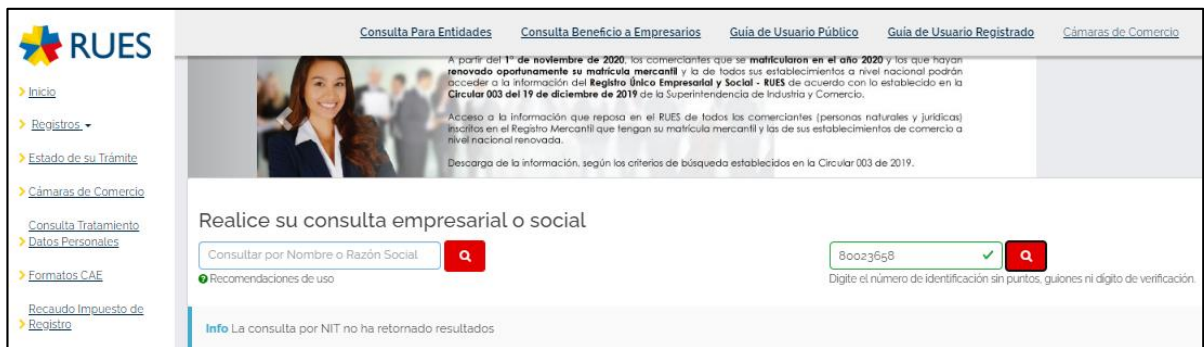 RUES
Consulta Para Entidades
Consulta Beneficio a Empresarios
Guía de Usuario Público
Guía de Usuario Registrado
Cámaras de Comercio
Inicio
Registros
Estado de su Trámite
Cámaras de Comercio
Consulta Tratamiento
Datos Personales
Formatos CAE
Recaudo Impuesto de
Registro
A partir del 1° de noviembre de 2020, los comerciantes que se matricularon en el año 2020 y los que hayan
renovado oportunamente su matrícula mercantil y la de todos sus establecimientos a nivel nacional podrán
acceder a la información del Registro Único Empresarial y Social - RUES de acuerdo con lo establecido en la
Circular 003 del 19 de diciembre de 2019 de la Superintendencia de Industria y Comercio.
Acceso a la información que reposa en el RUES de todos los comerciantes (personas naturales y jurídicas)
inscritos en el Registro Mercantil que tengan su matrícula mercantil y las de sus establecimientos de comercio a
nivel nacional renovada.
Descarga de la información, según los criterios de búsqueda establecidos en la Circular 003 de 2019.
Realice su consulta empresarial o social
Consultar por Nombre o Razón Social
80023658
Recomendaciones de uso
Digite el número de identificación sin puntos, guiones ni dígito de verificación.
Info La consulta por NIT no ha retornado resultados